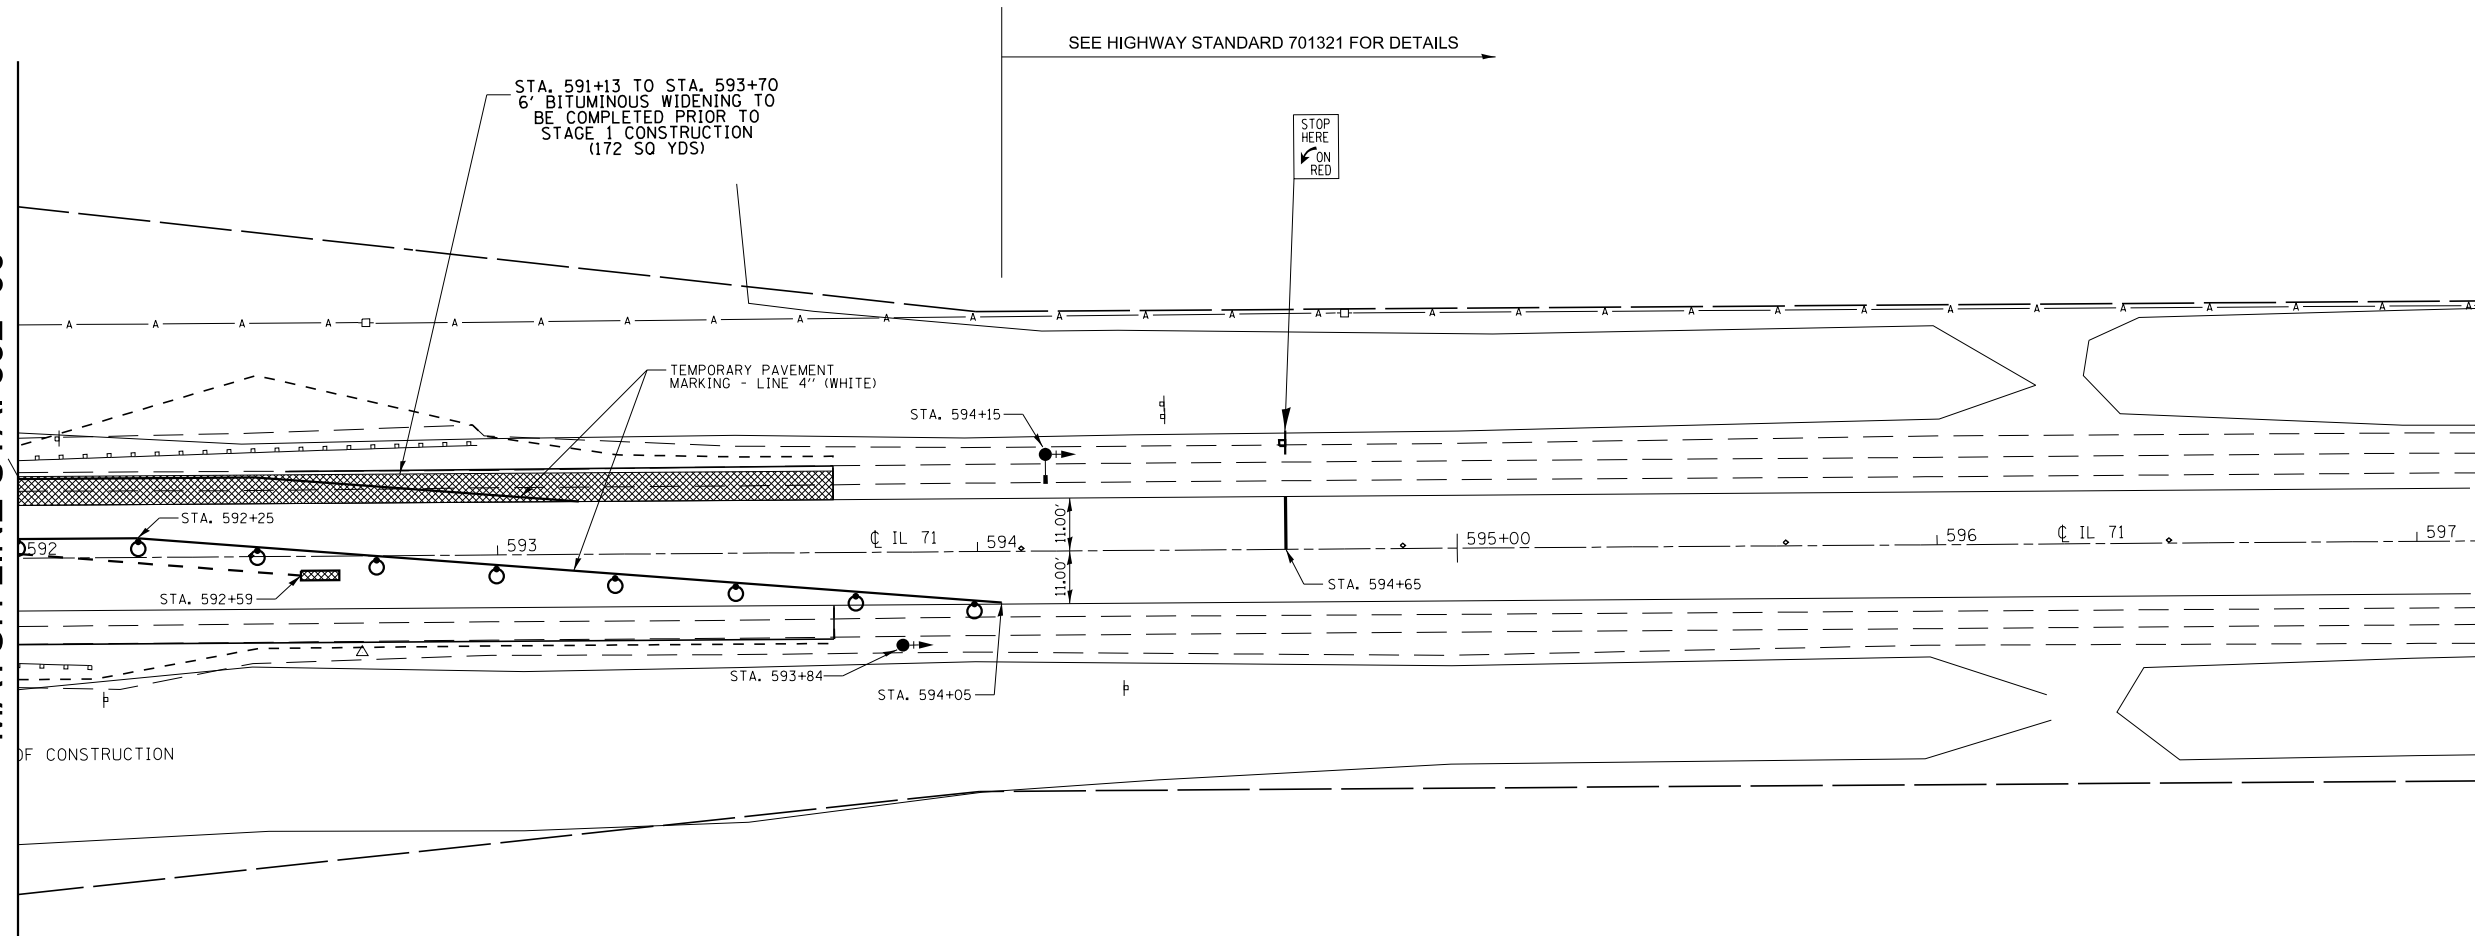 SEE HIGHWAY STANDARD 701321 FOR DETAILS
STA. 591+13 TO STA. 593+70
6' BITUMINOUS WIDENING TO
BE COMPLETED PRIOR TO
STAGE 1 CONSTRUCTION
(172 SQ YDS)
STOP
HERE
ON
RED
A A A A A A A A A A A A A A A A A A A A A A A A A A A A
TEMPORARY PAVEMENT
MARKING - LINE 4" (WHITE)
STA. 594+15
STA. 592+25
592
593
℄ IL 71
594
11.00'
11.00'
595+00
596
℄ IL 71
597
STA. 592+59
STA. 594+65
STA. 593+84
STA. 594+05
OF CONSTRUCTION